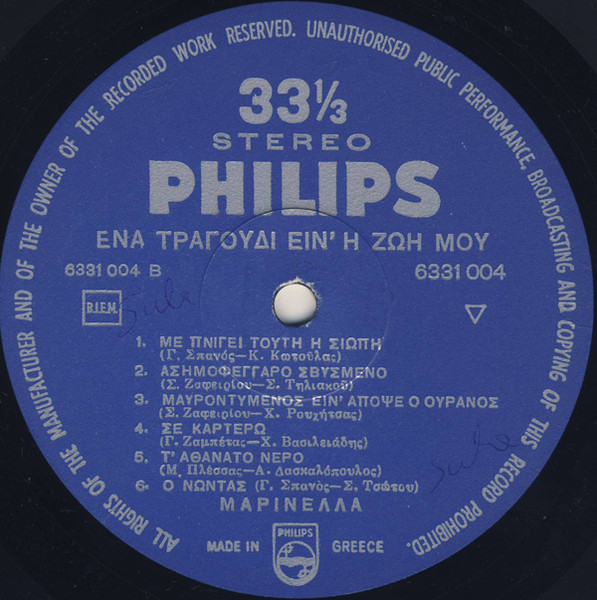 ALL RIGHTS OF THE MANUFACTURER AND OF THE OWNER OF THE RECORDED WORK RESERVED. UNAUTHORISED PUBLIC PERFORMANCE, BROADCASTING AND COPYING OF THIS RECORD PROHIBITED.
33⅓
STEREO
PHILIPS
ΕΝΑ ΤΡΑΓΟΥΔΙ ΕΙΝ' Η ΖΩΗ ΜΟΥ
6331 004 B 6331 004
B.I.E.M.
1. ΜΕ ΠΝΙΓΕΙ ΤΟΥΤΗ Η ΣΙΩΠΗ
(Γ. Σπανός—Κ. Κωτούλας)
2. ΑΣΗΜΟΦΕΓΓΑΡΟ ΣΒΥΣΜΕΝΟ
(Σ. Ζαφειρίου—Σ. Τηλιακού)
3. ΜΑΥΡΟΝΤΥΜΕΝΟΣ ΕΙΝ' ΑΠΟΨΕ Ο ΟΥΡΑΝΟΣ
(Σ. Ζαφειρίου—Χ. Ρουχήτσας)
4. ΣΕ ΚΑΡΤΕΡΩ
(Γ. Ζαμπέτας—Χ. Βασιλειάδης)
5. Τ' ΑΘΑΝΑΤΟ ΝΕΡΟ
(Μ. Πλέσσας—Α. Δασκαλόπουλος)
6. Ο ΝΩΝΤΑΣ (Γ. Σπανός—Σ. Τσώτου)
ΜΑΡΙΝΕΛΛΑ
MADE IN PHILIPS GREECE